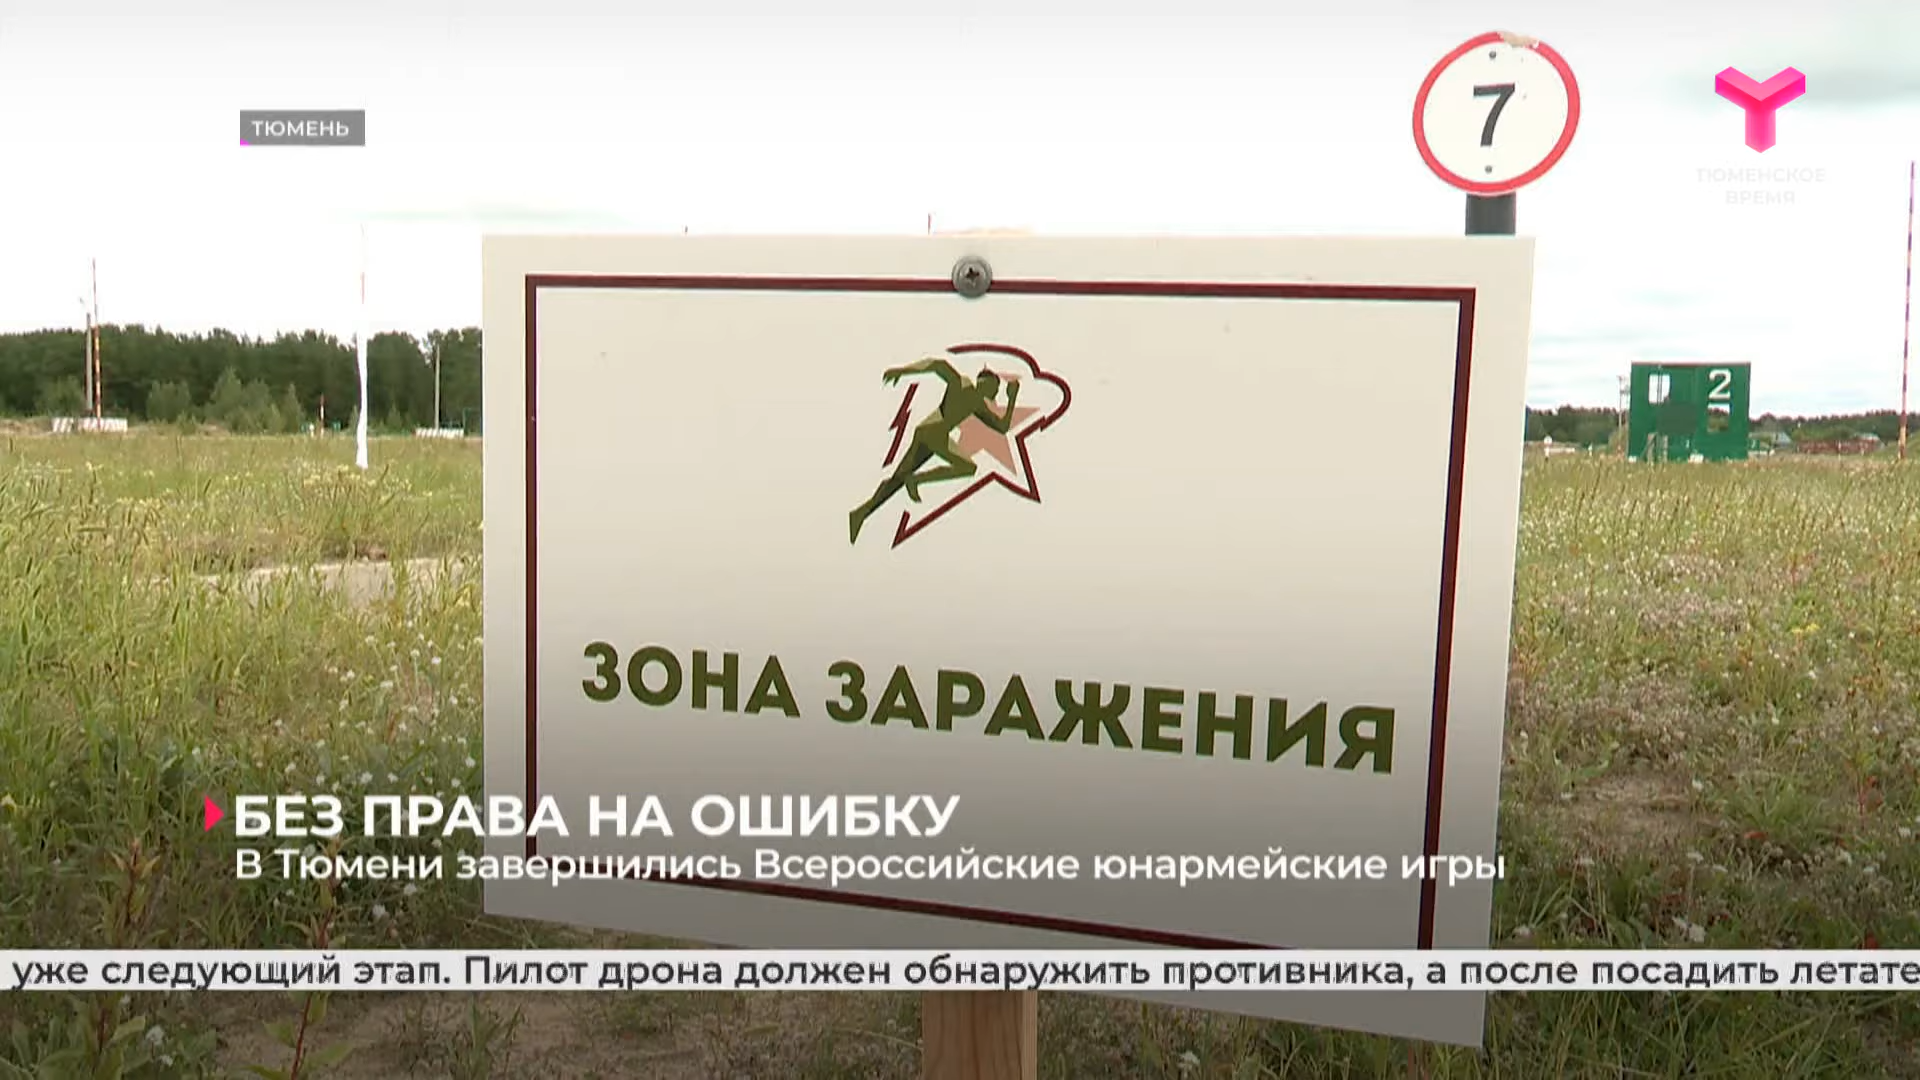 7
ТЮМЕНЬ
ТЮМЕНСКОЕ
ВРЕМЯ
2
ЗОНА ЗАРАЖЕНИЯ
БЕЗ ПРАВА НА ОШИБКУ
В Тюмени завершились Всероссийские юнармейские игры
уже следующий этап. Пилот дрона должен обнаружить противника, а после посадить летате